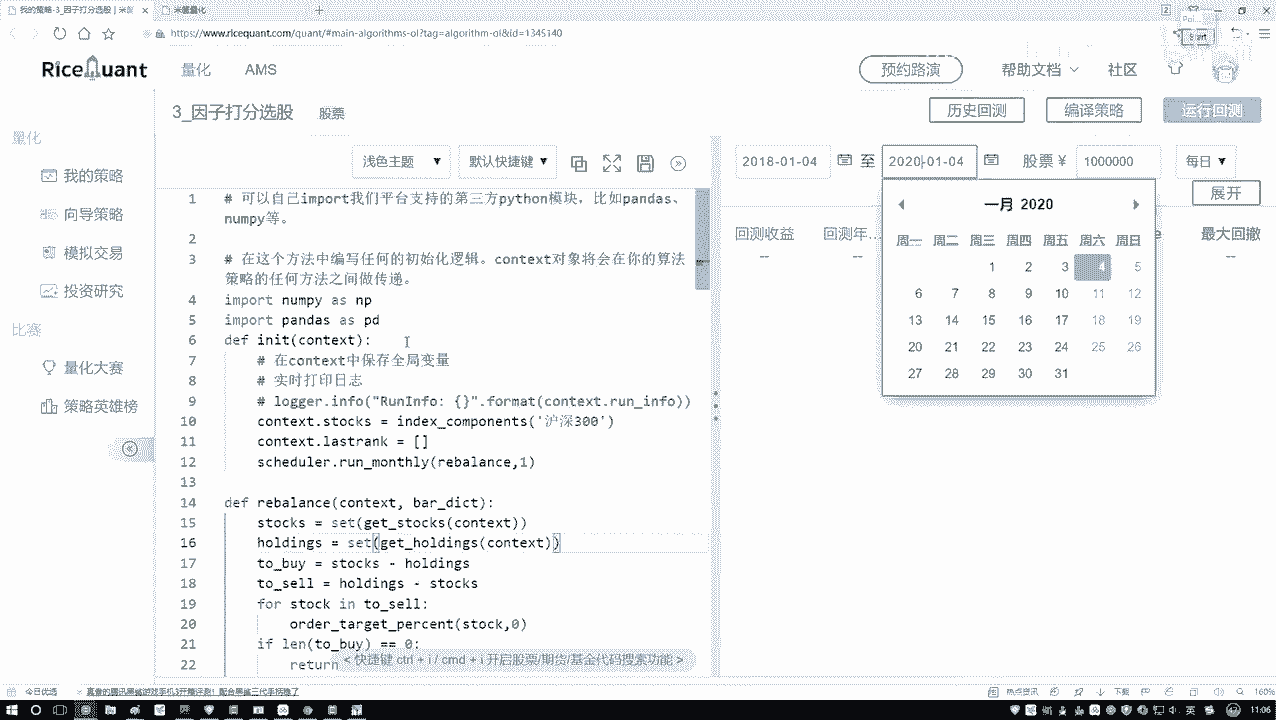 我的策略-3_因子打分选股 | 米
米筐量化
https://www.ricequant.com/quant/#main-algorithms-ol?tag=algorithm-ol&id=1345140
RiceQuant
量化
AMS
预约路演
帮助文档
社区
3_因子打分选股
股票
历史回测
编译策略
运行回测
量化
我的策略
向导策略
模拟交易
投资研究
比赛
量化大赛
策略英雄榜
浅色主题
默认快捷键
1 # 可以自己import我们平台支持的第三方python模块，比如pandas、
numpy等。
2
3 # 在这个方法中编写任何的初始化逻辑。context对象将会在你的算法
策略的任何方法之间做传递。
4 import numpy as np
5 import pandas as pd
6 def init(context):
7 # 在context中保存全局变量
8 # 实时打印日志
9 # logger.info("RunInfo: {}".format(context.run_info))
10 context.stocks = index_components('沪深300')
11 context.lastrank = []
12 scheduler.run_monthly(rebalance,1)
13
14 def rebalance(context, bar_dict):
15 stocks = set(get_stocks(context))
16 holdings = set(get_holdings(context))
17 to_buy = stocks - holdings
18 to_sell = holdings - stocks
19 for stock in to_sell:
20 order_target_percent(stock,0)
21 if len(to_buy) == 0:
22 return
< 快捷键 ctrl + i / cmd + i 开启股票/期货/基金代码搜索功能 >
2018-01-04 至 2020-01-04 股票 ¥ 1000000 每日
展开
回测收益
回测年...
最大回撤
--
--
--
一月 2020
周一 周二 周三 周四 周五 周六 周日
1 2 3 4 5
6 7 8 9 10 11 12
13 14 15 16 17 18 19
20 21 22 23 24 25 26
27 28 29 30 31
今日优选
热点资讯
下载
160%
英
11:06